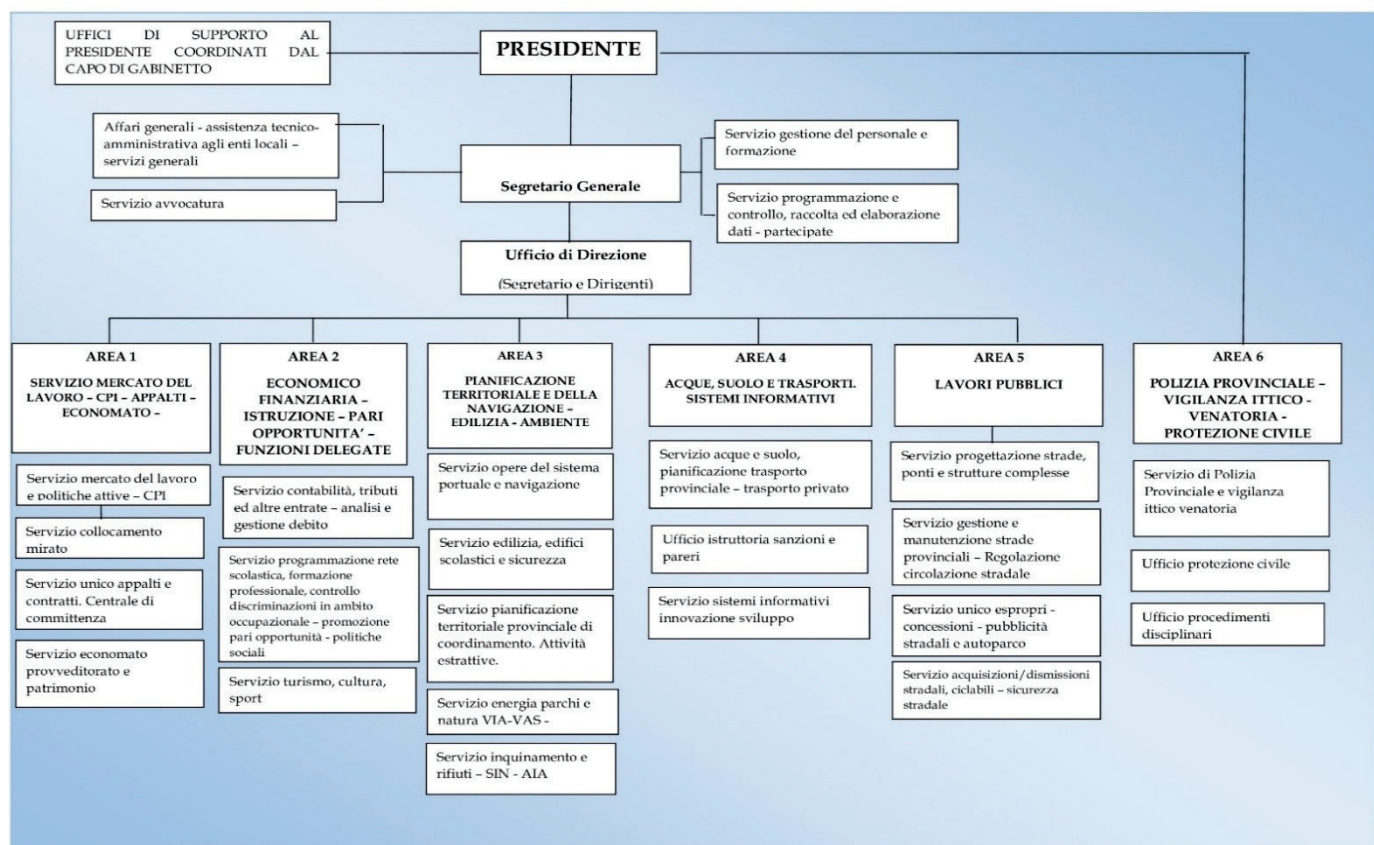 UFFICI DI SUPPORTO AL
PRESIDENTE COORDINATI DAL
CAPO DI GABINETTO
PRESIDENTE
Affari generali - assistenza tecnico-
amministrativa agli enti locali –
servizi generali
Servizio avvocatura
Segretario Generale
Servizio gestione del personale e
formazione
Servizio programmazione e
controllo, raccolta ed elaborazione
dati - partecipate
Ufficio di Direzione
(Segretario e Dirigenti)
AREA 1
SERVIZIO MERCATO DEL
LAVORO – CPI – APPALTI –
ECONOMATO –
Servizio mercato del lavoro
e politiche attive – CPI
Servizio collocamento
mirato
Servizio unico appalti e
contratti. Centrale di
committenza
Servizio economato
provveditorato e
patrimonio
AREA 2
ECONOMICO
FINANZIARIA –
ISTRUZIONE – PARI
OPPORTUNITA’ –
FUNZIONI DELEGATE
Servizio contabilità, tributi
ed altre entrate – analisi e
gestione debito
Servizio programmazione rete
scolastica, formazione
professionale, controllo
discriminazioni in ambito
occupazionale – promozione
pari opportunità - politiche
sociali
Servizio turismo, cultura,
sport
AREA 3
PIANIFICAZIONE
TERRITORIALE E DELLA
NAVIGAZIONE –
EDILIZIA - AMBIENTE
Servizio opere del sistema
portuale e navigazione
Servizio edilizia, edifici
scolastici e sicurezza
Servizio pianificazione
territoriale provinciale di
coordinamento. Attività
estrattive.
Servizio energia parchi e
natura VIA-VAS -
Servizio inquinamento e
rifiuti – SIN - AIA
AREA 4
ACQUE, SUOLO E TRASPORTI.
SISTEMI INFORMATIVI
Servizio acque e suolo,
pianificazione trasporto
provinciale – trasporto privato
Ufficio istruttoria sanzioni e
pareri
Servizio sistemi informativi
innovazione sviluppo
AREA 5
LAVORI PUBBLICI
Servizio progettazione strade,
ponti e strutture complesse
Servizio gestione e
manutenzione strade
provinciali – Regolazione
circolazione stradale
Servizio unico espropri -
concessioni - pubblicità
stradali e autoparco
Servizio acquisizioni/dismissioni
stradali, ciclabili – sicurezza
stradale
AREA 6
POLIZIA PROVINCIALE –
VIGILANZA ITTICO -
VENATORIA -
PROTEZIONE CIVILE
Servizio di Polizia
Provinciale e vigilanza
ittico venatoria
Ufficio protezione civile
Ufficio procedimenti
disciplinari